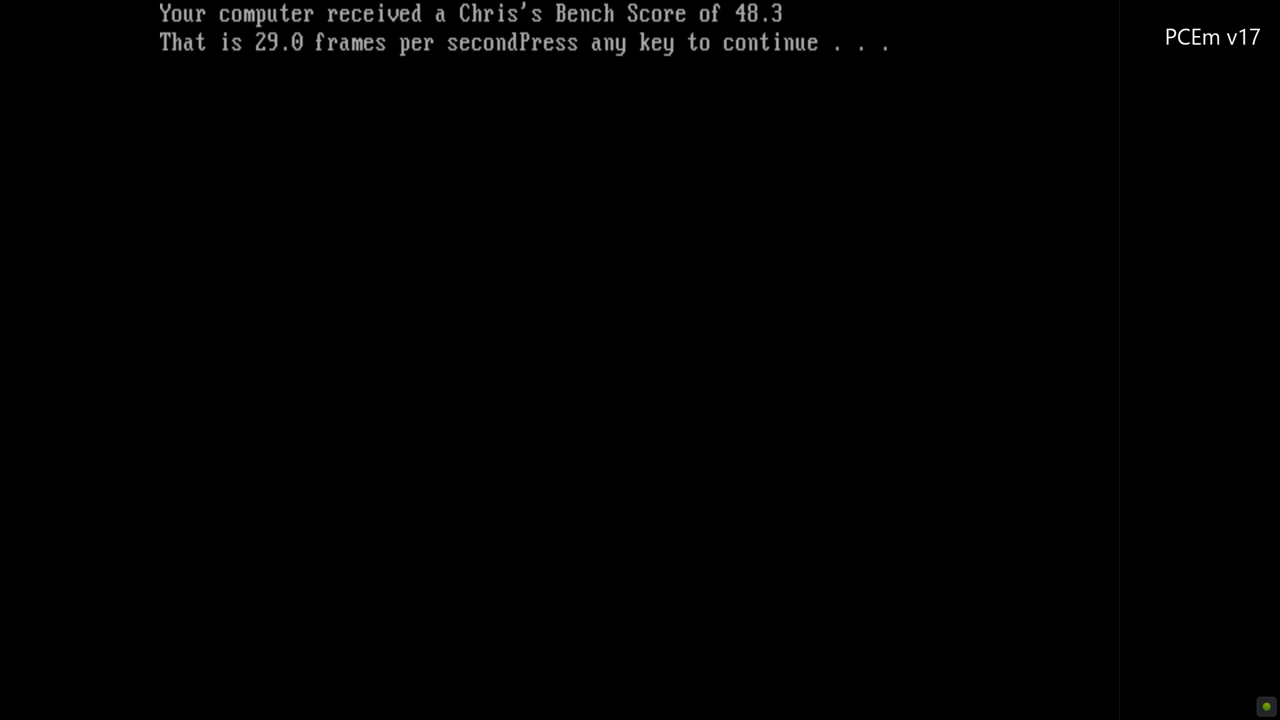 Your computer received a Chris's Bench Score of 48.3
That is 29.0 frames per secondPress any key to continue . . .
PCEm v17